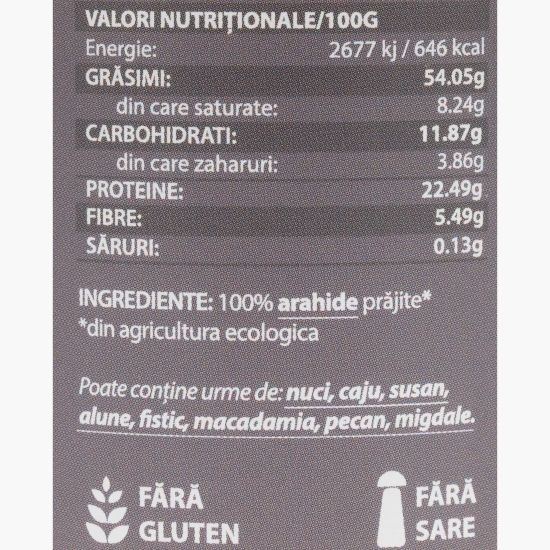 VALORI NUTRIȚIONALE/100G
Energie: 2677 kj / 646 kcal
GRĂSIMI: 54.05g
din care saturate: 8.24g
CARBOHIDRATI: 11.87g
din care zaharuri: 3.86g
PROTEINE: 22.49g
FIBRE: 5.49g
SĂRURI: 0.13g
INGREDIENTE: 100% arahide prăjite*
*din agricultura ecologica
Poate conține urme de: nuci, caju, susan,
alune, fistic, macadamia, pecan, migdale.
FĂRĂ GLUTEN
FĂRĂ SARE